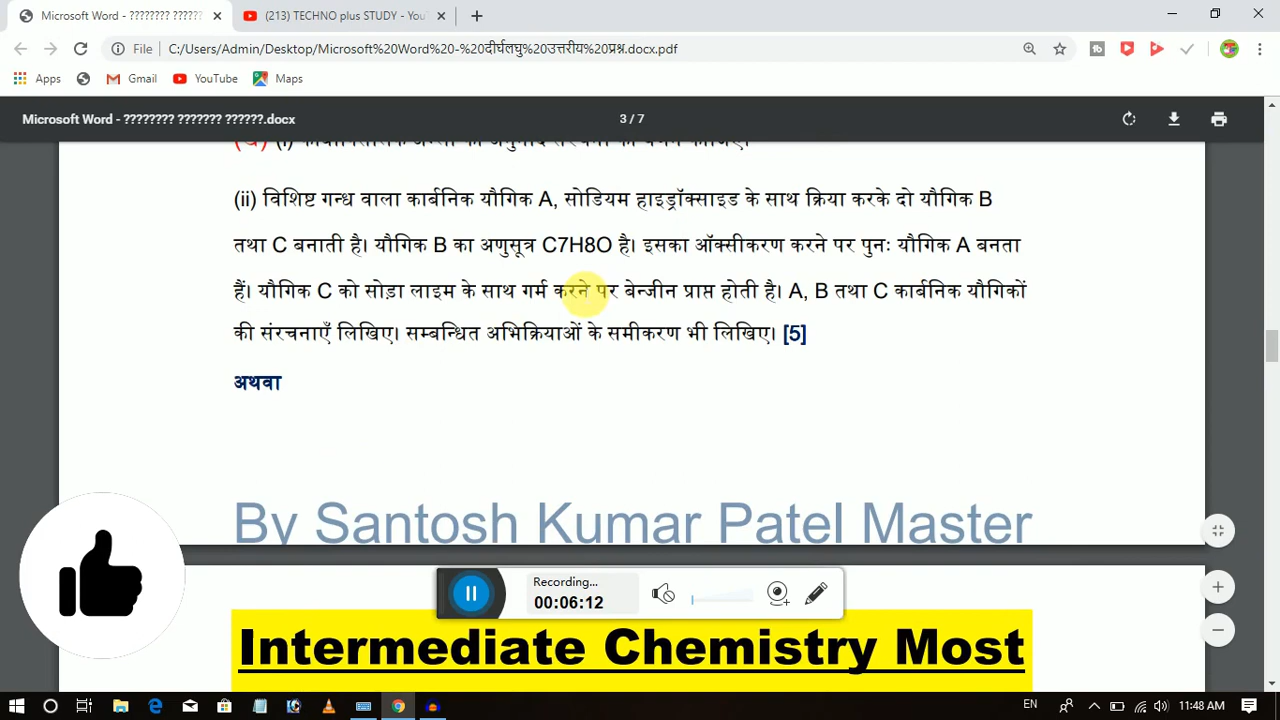 Microsoft Word - ???????? ??????
(213) TECHNO plus STUDY - You
File
C:/Users/Admin/Desktop/Microsoft%20Word%20-%20दीर्घलघु%20उत्तरीय%20प्रश्न.docx.pdf
Apps
Gmail
YouTube
Maps
Microsoft Word - ???????? ??????? ??????.docx
3 / 7
(ii) विशिष्ट गन्ध वाला कार्बनिक यौगिक A, सोडियम हाइड्रॉक्साइड के साथ क्रिया करके दो यौगिक B
तथा C बनाती है। यौगिक B का अणुसूत्र C7H8O है। इसका ऑक्सीकरण करने पर पुनः यौगिक A बनता
हैं। यौगिक C को सोड़ा लाइम के साथ गर्म करने पर बेन्जीन प्राप्त होती है। A, B तथा C कार्बनिक यौगिकों
की संरचनाएँ लिखिए। सम्बन्धित अभिक्रियाओं के समीकरण भी लिखिए। [5]
अथवा
By Santosh Kumar Patel Master
Recording...
00:06:12
Intermediate Chemistry Most
EN
11:48 AM